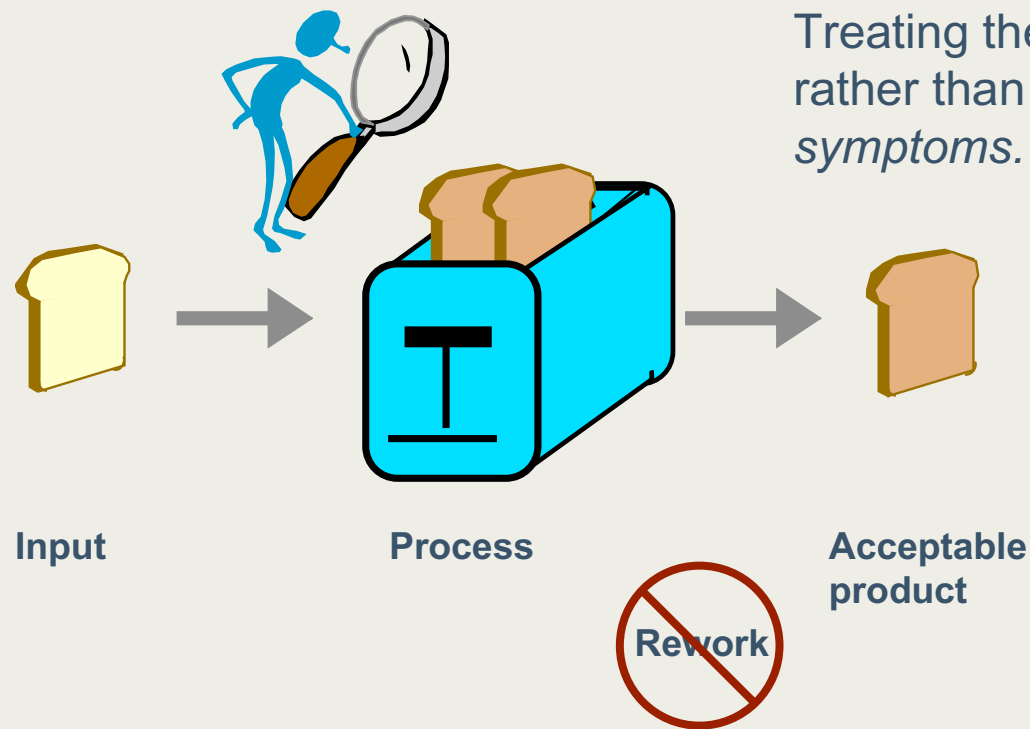 Treating the
rather than
symptoms.
Input
Process
Acceptable
product
Rework